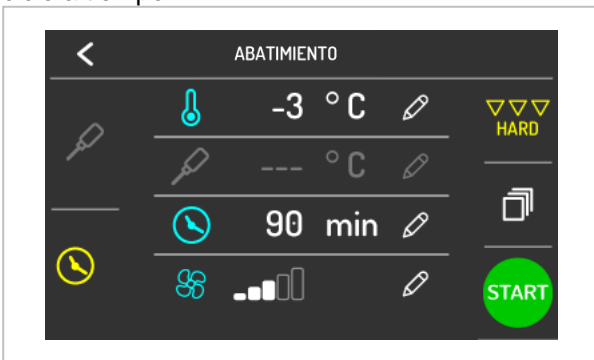 ABATIMIENTO
-3 °C
HARD
--- °C
90 min
START